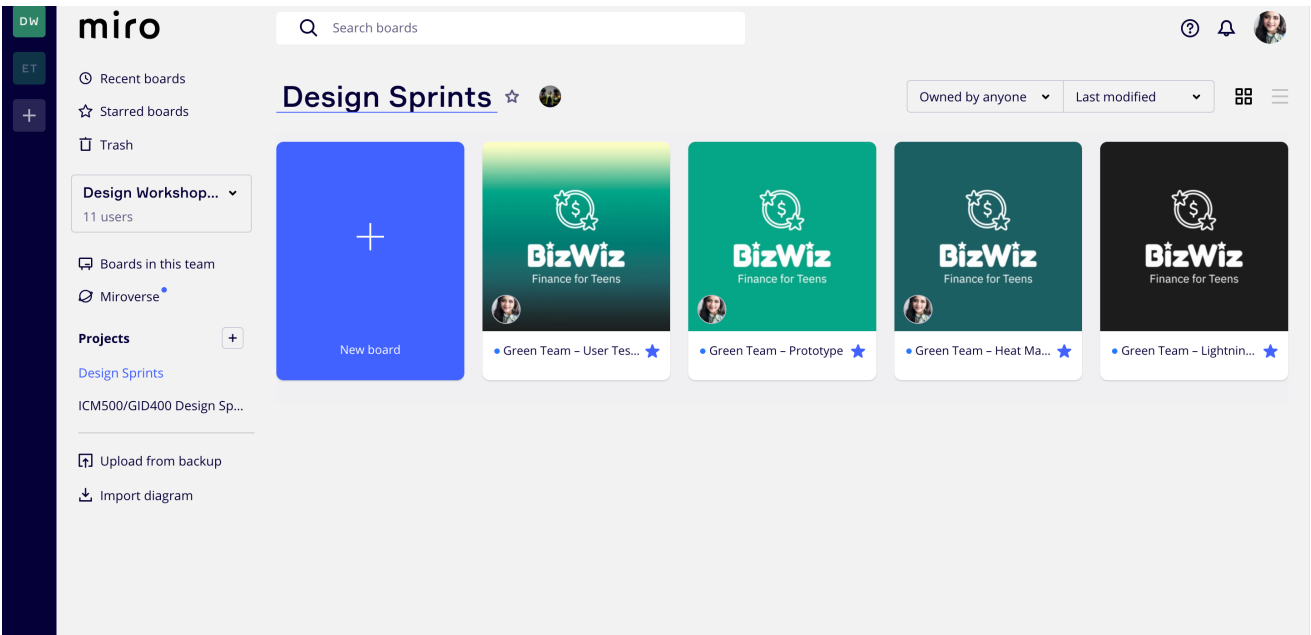 DW
ET
miro
Search boards
Recent boards
Starred boards
Trash
Design Workshop...
11 users
Boards in this team
Miroverse
Projects
Design Sprints
ICM500/GID400 Design Sp...
Upload from backup
Import diagram
Design Sprints
Owned by anyone
Last modified
New board
BizWiz
Finance for Teens
Green Team – User Tes...
BizWiz
Finance for Teens
Green Team – Prototype
BizWiz
Finance for Teens
Green Team – Heat Ma...
BizWiz
Finance for Teens
Green Team – Lightnin...